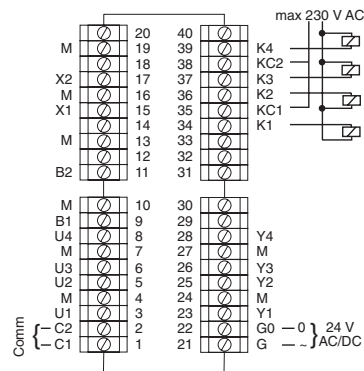 max 230 V AC
20 40
M 19 39 K4
18 38 KC2
X2 17 37 K3
M 16 36 K2
X1 15 35 KC1
14 34 K1
M 13 33
12 32
B2 11 31
M 10 30
B1 9 29
U4 8 28 Y4
M 7 27 M
U3 6 26 Y3
U2 5 25 Y2
M 4 24 M
U1 3 23 Y1
C2 2 22 G0 – 0
C1 1 21 G – ~
Comm {
} 24 V
AC/DC